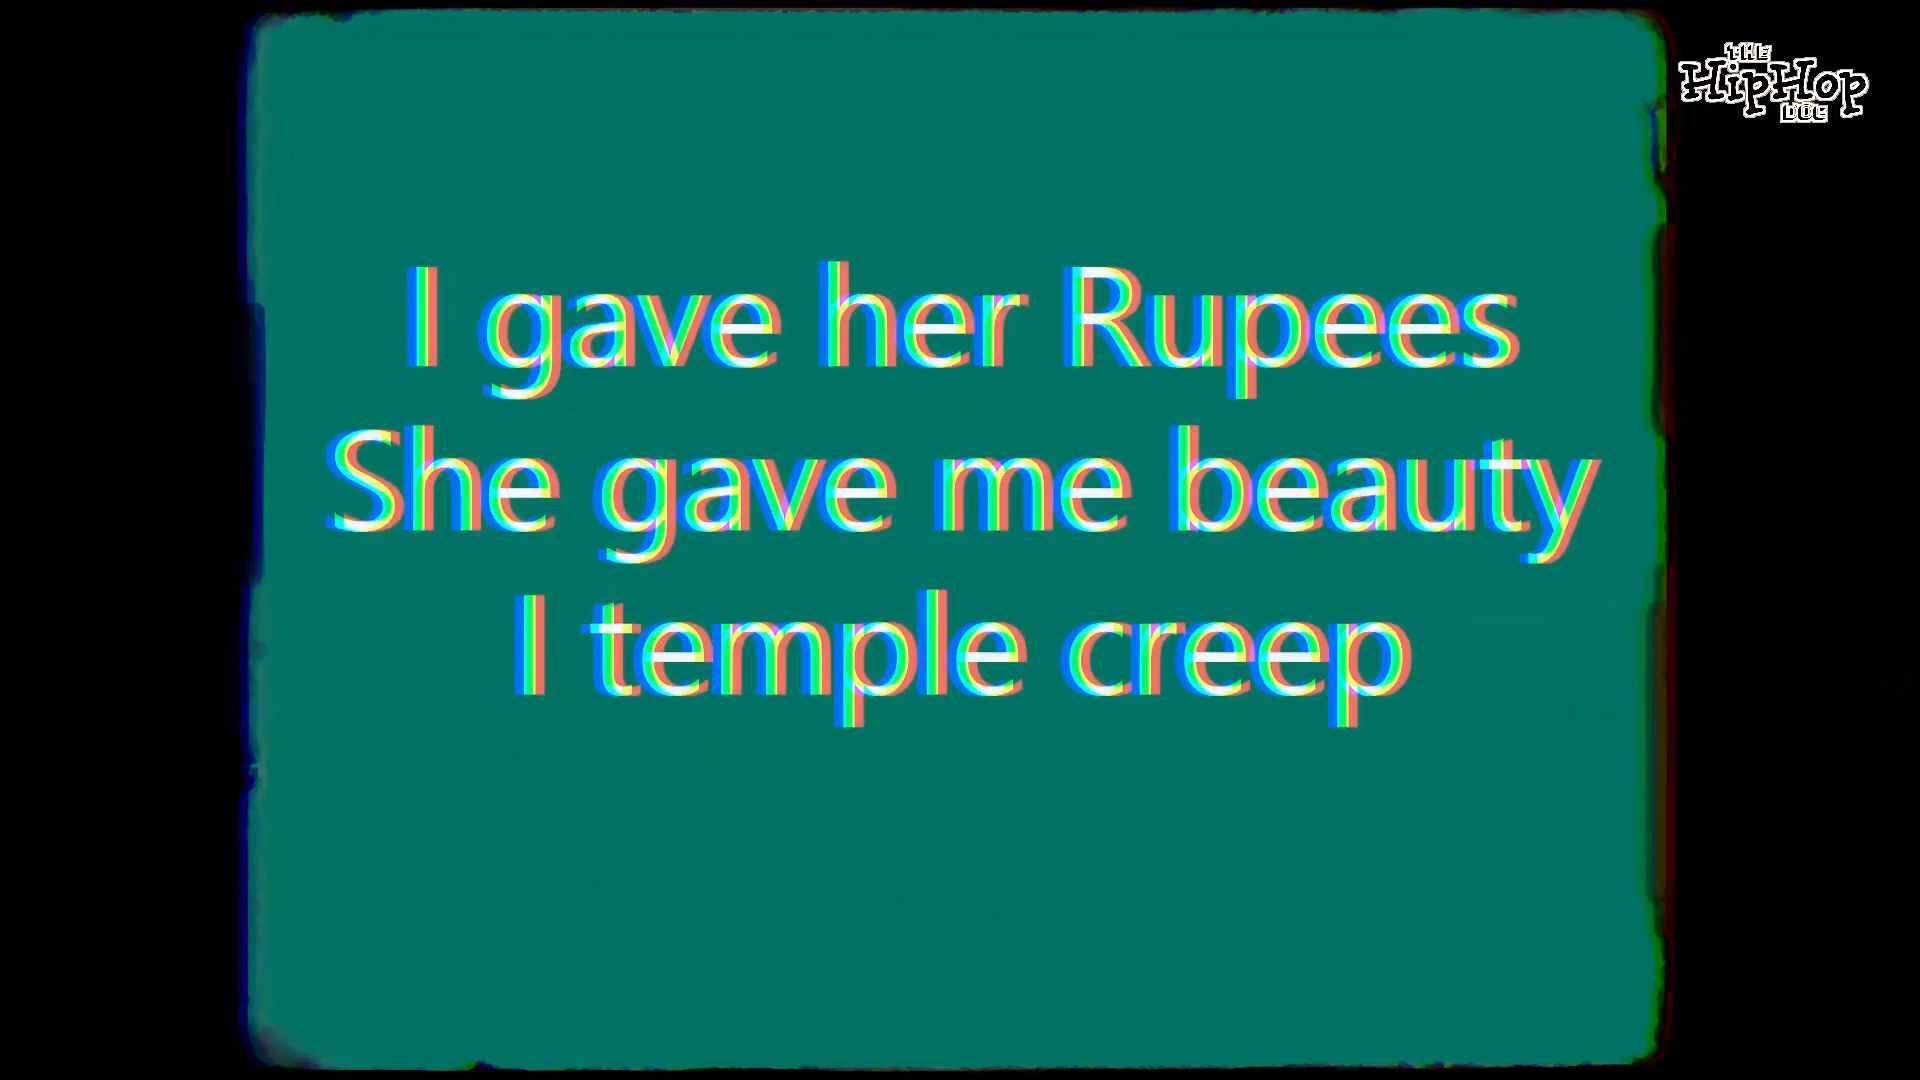 THE
HipHop
DOC
I gave her Rupees
She gave me beauty
I temple creep